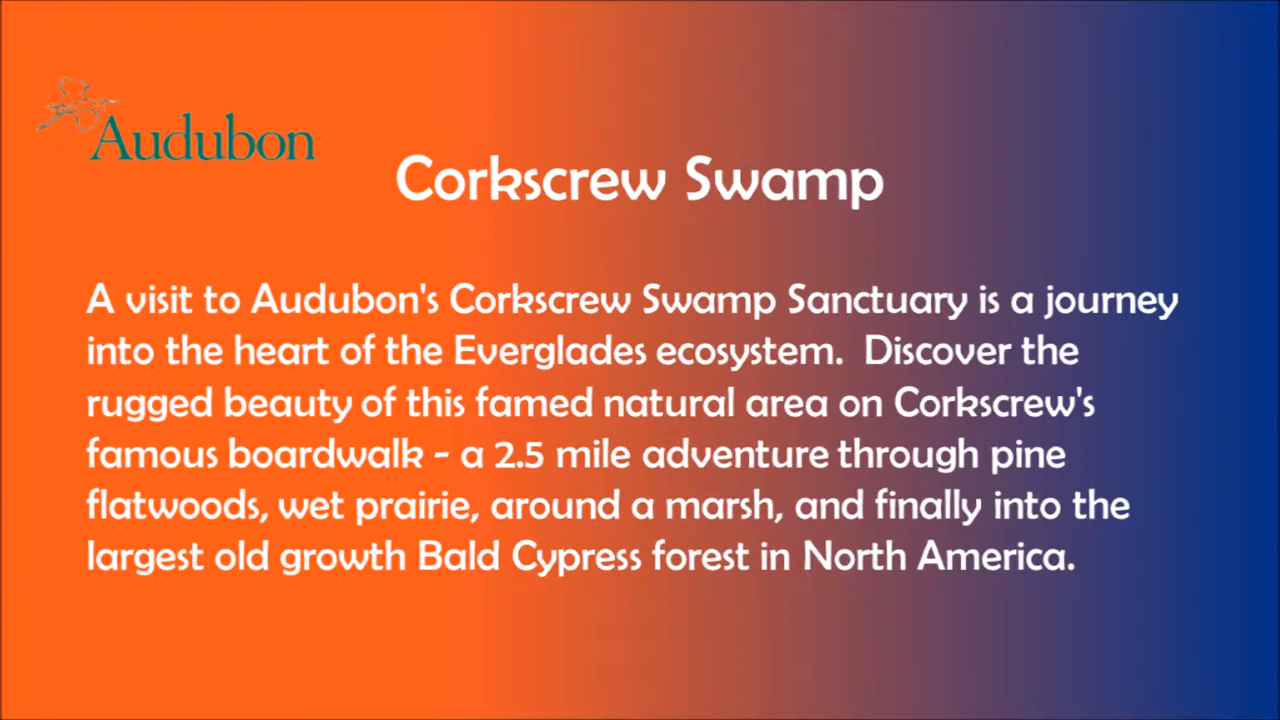 Audubon
Corkscrew Swamp
A visit to Audubon's Corkscrew Swamp Sanctuary is a journey
into the heart of the Everglades ecosystem.  Discover the
rugged beauty of this famed natural area on Corkscrew's
famous boardwalk - a 2.5 mile adventure through pine
flatwoods, wet prairie, around a marsh, and finally into the
largest old growth Bald Cypress forest in North America.